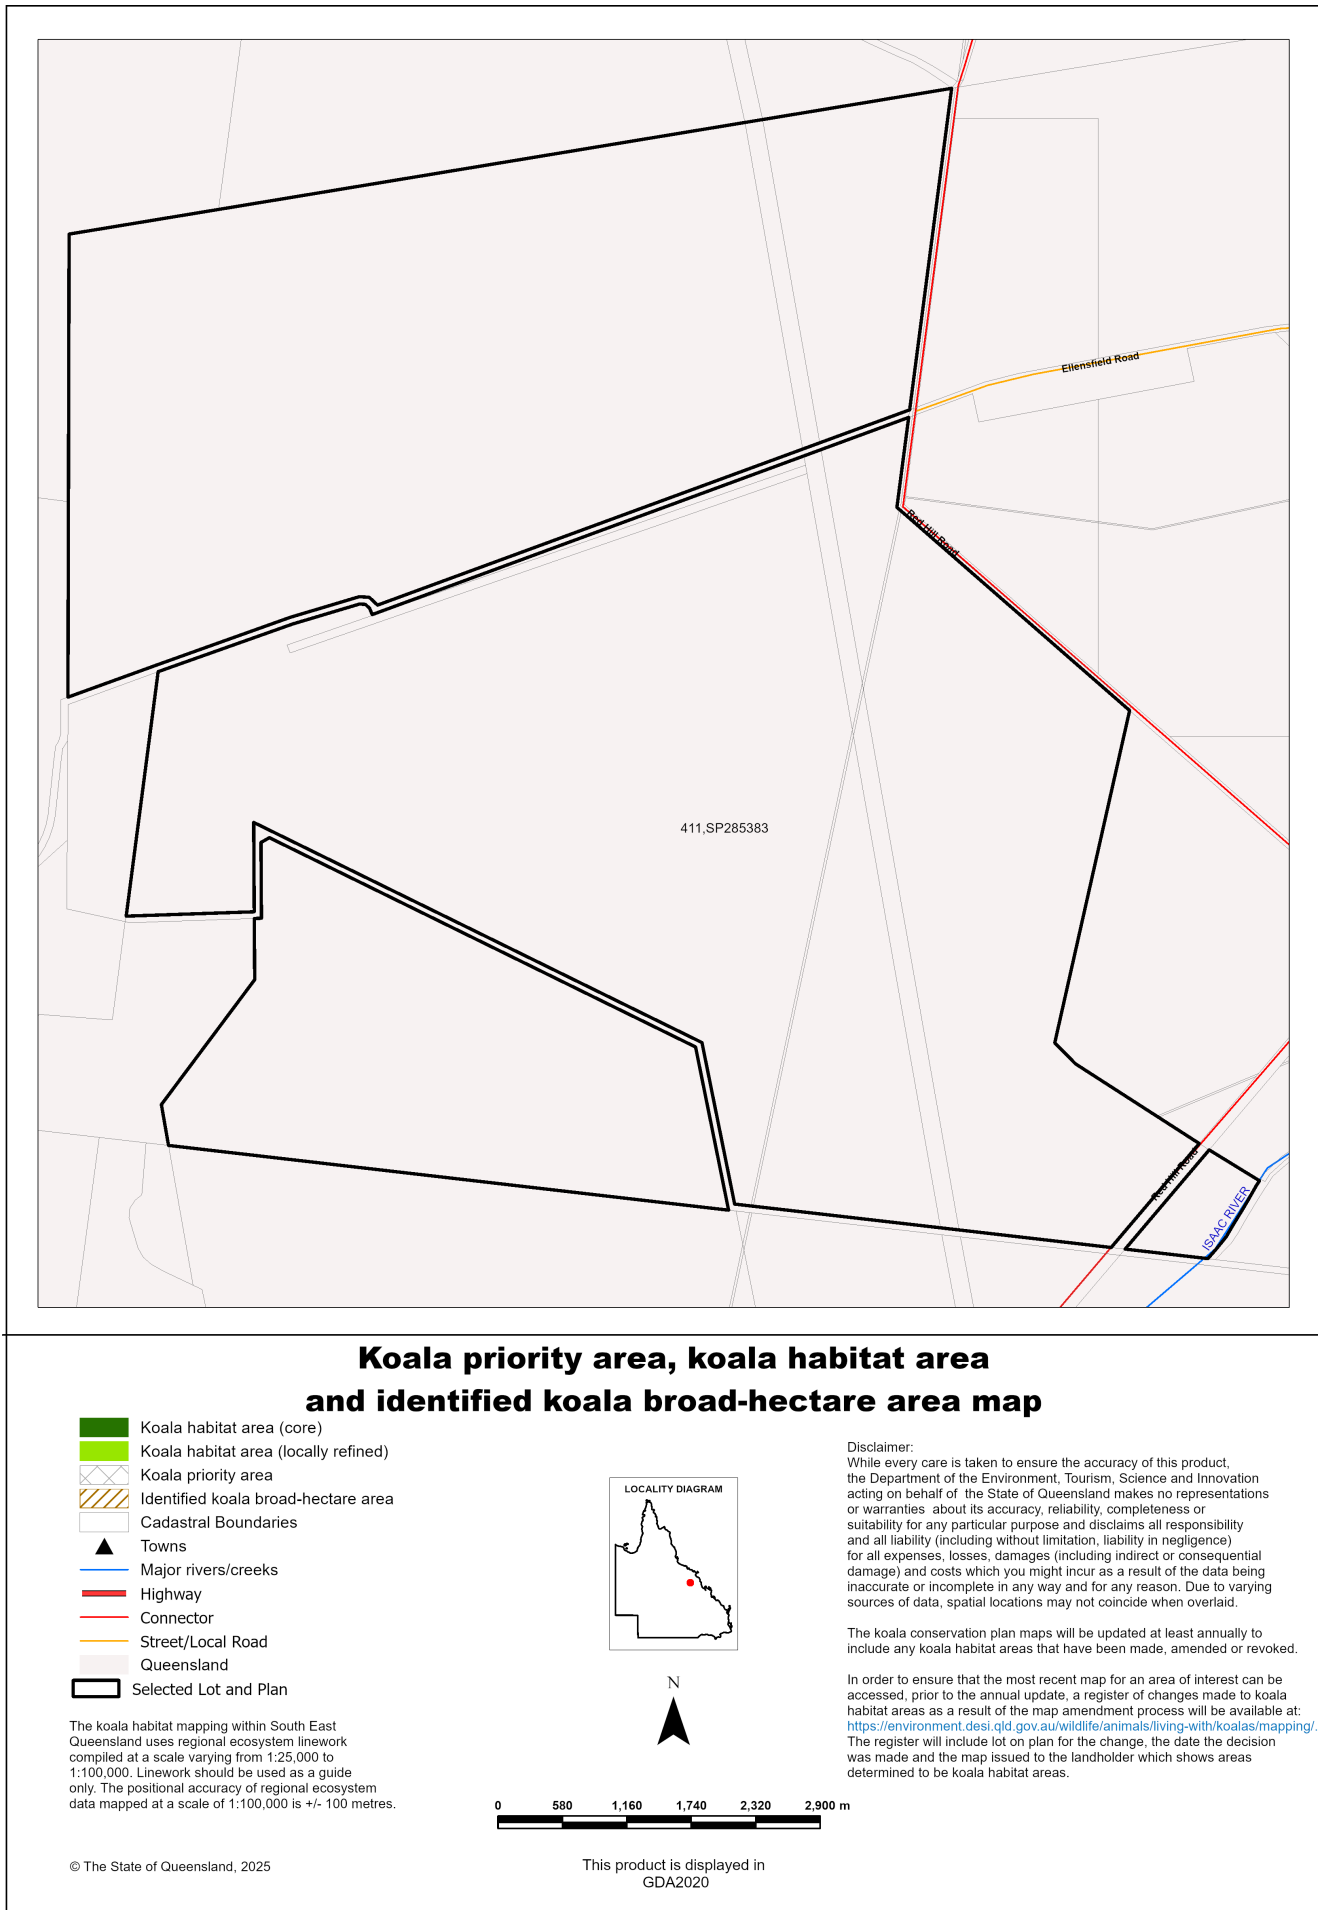 Ellensfield Road
Red Hill Road
411,SP285383
Red Hill Road
ISAAC RIVER
Koala priority area, koala habitat area
and identified koala broad-hectare area map
Koala habitat area (core)
Koala habitat area (locally refined)
Koala priority area
Identified koala broad-hectare area
Cadastral Boundaries
Towns
Major rivers/creeks
Highway
Connector
Street/Local Road
Queensland
Selected Lot and Plan
The koala habitat mapping within South East
Queensland uses regional ecosystem linework
compiled at a scale varying from 1:25,000 to
1:100,000. Linework should be used as a guide
only. The positional accuracy of regional ecosystem
data mapped at a scale of 1:100,000 is +/- 100 metres.
© The State of Queensland, 2025
LOCALITY DIAGRAM
N
0 580 1,160 1,740 2,320 2,900 m
This product is displayed in
GDA2020
Disclaimer:
While every care is taken to ensure the accuracy of this product,
the Department of the Environment, Tourism, Science and Innovation
acting on behalf of the State of Queensland makes no representations
or warranties about its accuracy, reliability, completeness or
suitability for any particular purpose and disclaims all responsibility
and all liability (including without limitation, liability in negligence)
for all expenses, losses, damages (including indirect or consequential
damage) and costs which you might incur as a result of the data being
inaccurate or incomplete in any way and for any reason. Due to varying
sources of data, spatial locations may not coincide when overlaid.
The koala conservation plan maps will be updated at least annually to
include any koala habitat areas that have been made, amended or revoked.
In order to ensure that the most recent map for an area of interest can be
accessed, prior to the annual update, a register of changes made to koala
habitat areas as a result of the map amendment process will be available at:
https://environment.desi.qld.gov.au/wildlife/animals/living-with/koalas/mapping/.
The register will include lot on plan for the change, the date the decision
was made and the map issued to the landholder which shows areas
determined to be koala habitat areas.